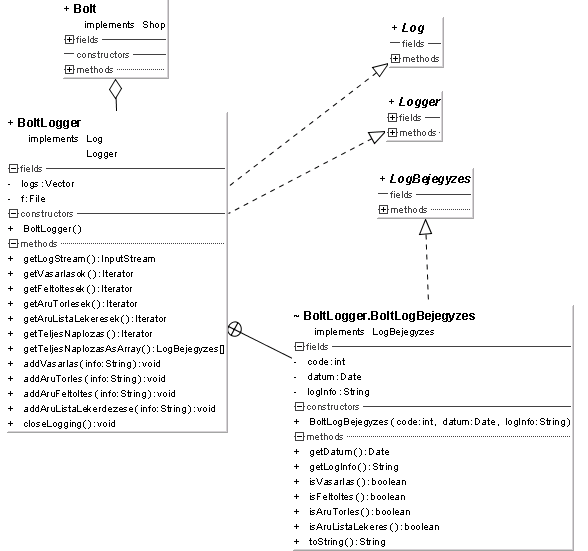 + Bolt
implements Shop
fields
constructors
methods
+ Log
fields
methods
+ Logger
fields
methods
+ LogBejegyzes
fields
methods
+ BoltLogger
implements Log
Logger
fields
- logs:Vector
- f:File
constructors
+ BoltLogger()
methods
+ getLogStream():InputStream
+ getVasarlasok():Iterator
+ getFeltoltesek():Iterator
+ getAruTorlesek():Iterator
+ getAruListaLekeresek():Iterator
+ getTeljesNaplozas():Iterator
+ getTeljesNaplozasAsArray():LogBejegyzes[]
+ addVasarlas(info:String):void
+ addAruTorles(info:String):void
+ addAruFeltoltes(info:String):void
+ addAruListaLekerdezese(info:String):void
+ closeLogging():void
~ BoltLogger.BoltLogBejegyzes
implements LogBejegyzes
fields
- code:int
- datum:Date
- logInfo:String
constructors
+ BoltLogBejegyzes(code:int, datum:Date, logInfo:String)
methods
+ getDatum():Date
+ getLogInfo():String
+ isVasarlas():boolean
+ isFeltoltes():boolean
+ isAruTorles():boolean
+ isAruListaLekeres():boolean
+ toString():String